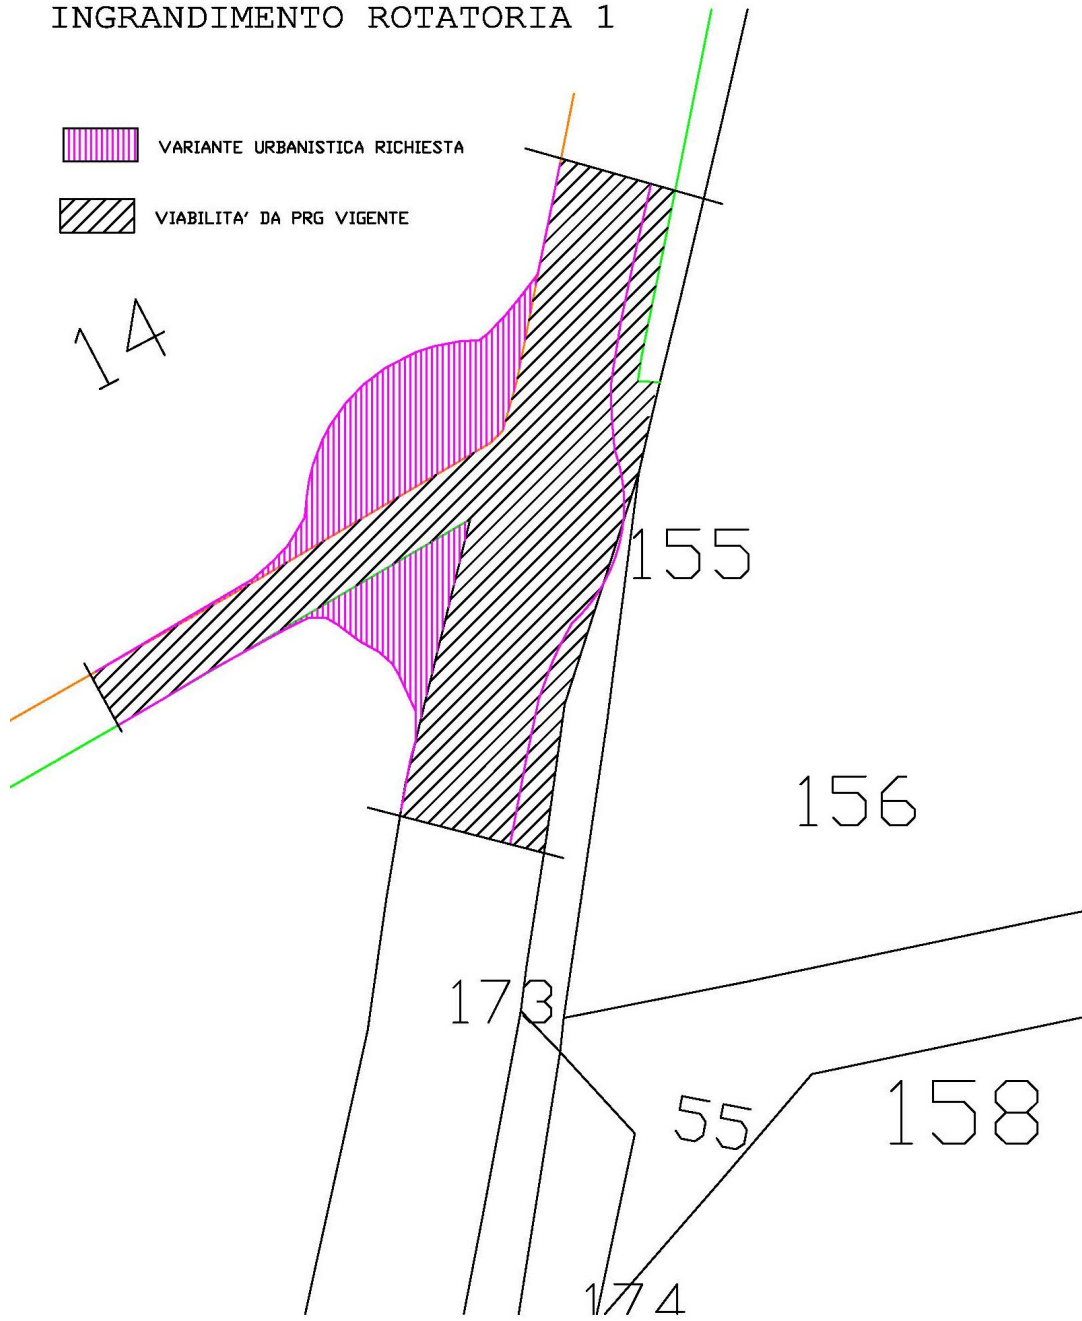 INGRANDIMENTO ROTATORIA 1
VARIANTE URBANISTICA RICHIESTA
VIABILITA' DA PRG VIGENTE
14
155
156
173
55
158
174